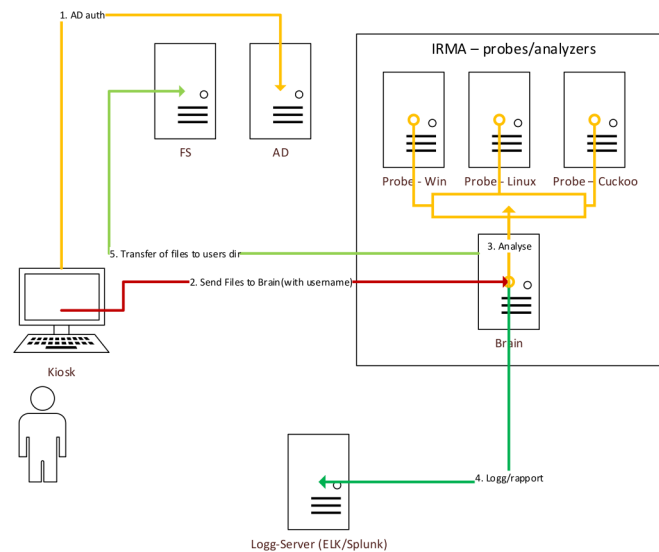 1. AD auth
IRMA – probes/analyzers
FS
AD
Probe - Win
Probe - Linux
Probe – Cuckoo
5. Transfer of files to users dir
3. Analyse
2. Send Files to Brain(with username)
Brain
Kiosk
4. Logg/rapport
Logg-Server (ELK/Splunk)